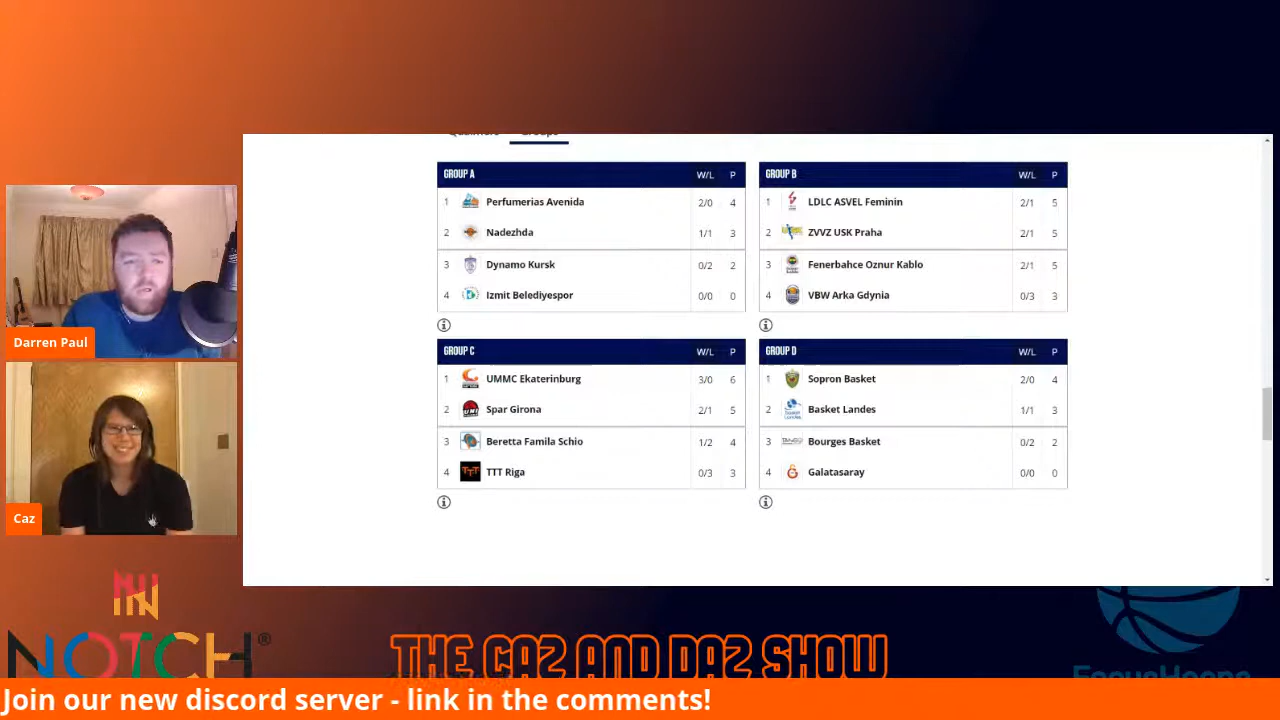 Groups
GROUP A W/L P
1 Perfumerias Avenida 2/0 4
2 Nadezhda 1/1 3
3 Dynamo Kursk 0/2 2
4 Izmit Belediyespor 0/0 0
GROUP B W/L P
1 LDLC ASVEL Feminin 2/1 5
2 ZVVZ USK Praha 2/1 5
3 Fenerbahce Oznur Kablo 2/1 5
4 VBW Arka Gdynia 0/3 3
GROUP C W/L P
1 UMMC Ekaterinburg 3/0 6
2 Spar Girona 2/1 5
3 Beretta Famila Schio 1/2 4
4 TTT Riga 0/3 3
GROUP D W/L P
1 Sopron Basket 2/0 4
2 Basket Landes 1/1 3
3 Bourges Basket 0/2 2
4 Galatasaray 0/0 0
Darren Paul
Caz
NOTCH®
THE CAZ AND DAZ SHOW
FocusHoops
Join our new discord server - link in the comments!